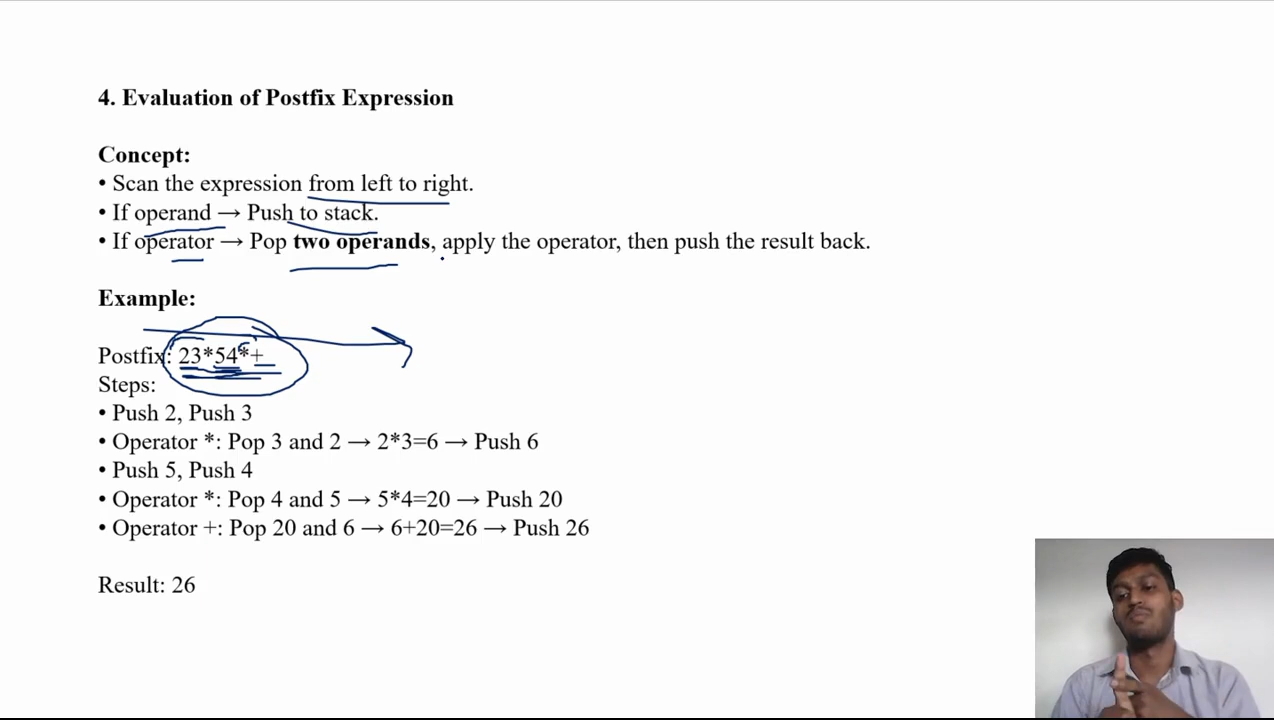 4. Evaluation of Postfix Expression
Concept:
• Scan the expression from left to right.
• If operand → Push to stack.
• If operator → Pop two operands, apply the operator, then push the result back.
Example:
Postfix: 23*54*+
Steps:
• Push 2, Push 3
• Operator *: Pop 3 and 2 → 2*3=6 → Push 6
• Push 5, Push 4
• Operator *: Pop 4 and 5 → 5*4=20 → Push 20
• Operator +: Pop 20 and 6 → 6+20=26 → Push 26
Result: 26